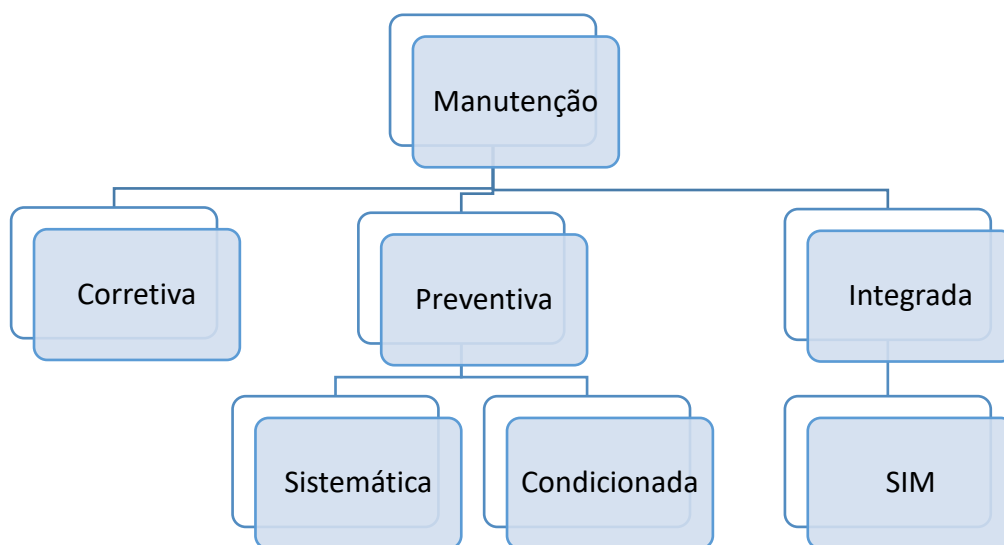 Manutenção
Corretiva
Preventiva
Integrada
Sistemática
Condicionada
SIM